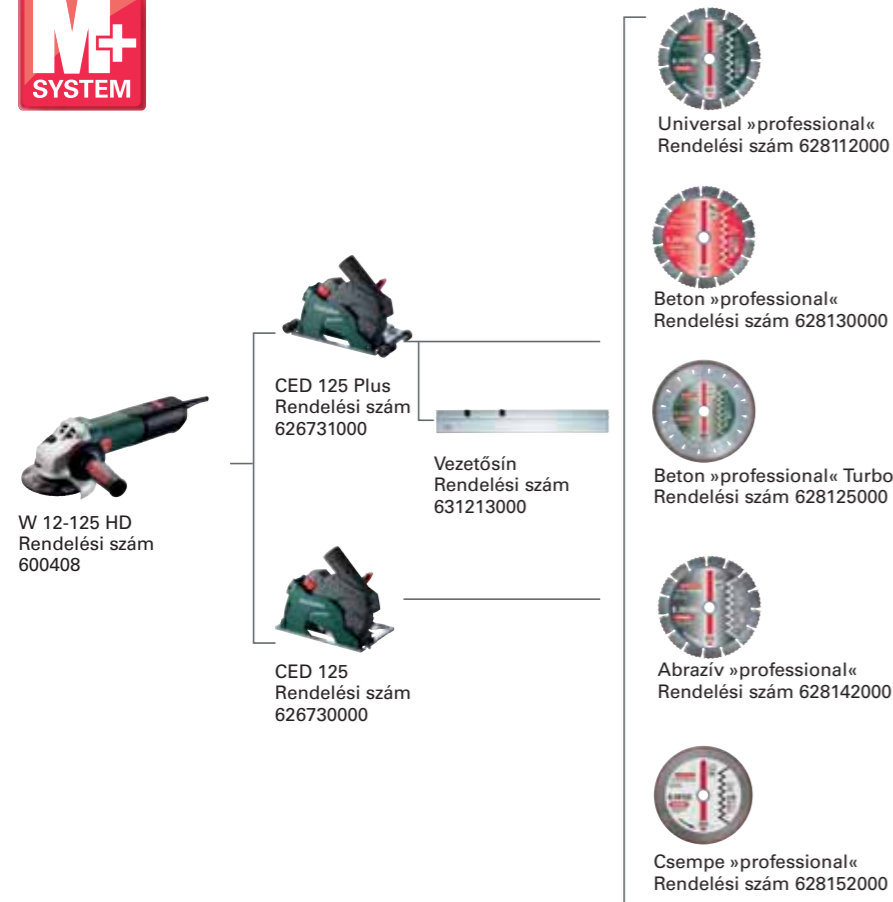 M+
SYSTEM
W 12-125 HD
Rendelési szám
600408
CED 125 Plus
Rendelési szám
626731000
Vezetősín
Rendelési szám
631213000
CED 125
Rendelési szám
626730000
Universal »professional«
Rendelési szám 628112000
Beton »professional«
Rendelési szám 628130000
Beton »professional« Turbo
Rendelési szám 628125000
Abrazív »professional«
Rendelési szám 628142000
Csempe »professional«
Rendelési szám 628152000